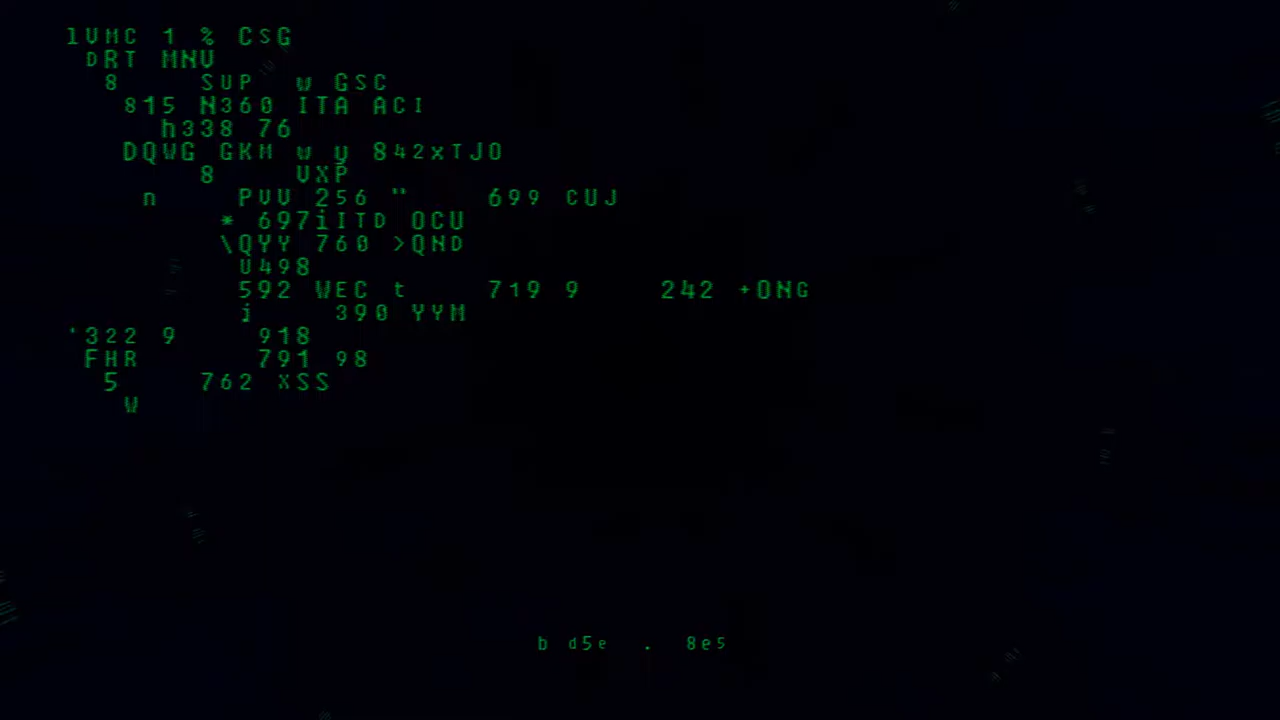 lVMC 1 % CSG
DRT MNV
8 SUP w GSC
815 N360 ITA ACI
h338 76
DQWG GKM w y 842xTJO
8 VXP
n PVV 256 " 699 CUJ
* 697iITD OCU
\QYY 760 >QND
U498
592 WEC t 719 9 242 +ONG
i 390 YYM
'322 9 918
FHR 791 98
5 762 XSS
W
b d5e . 8e5